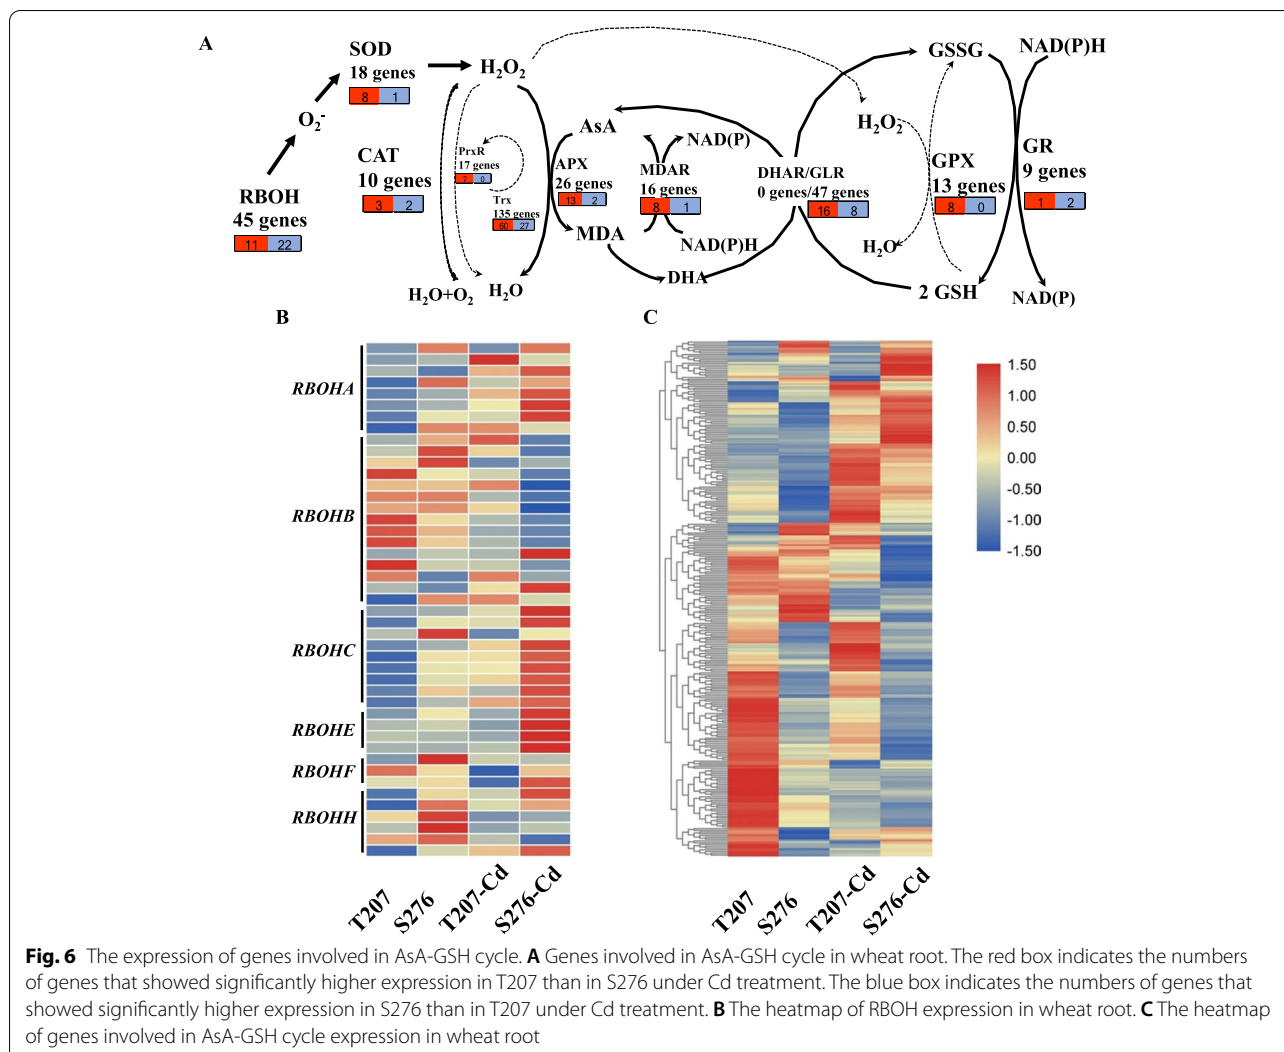 A
SOD
18 genes
8 1
O2-
RBOH
45 genes
11 22
CAT
10 genes
3 2
H2O2
PrxR
17 genes
7 0
Trx
135 genes
60 27
H2O+O2
H2O
AsA
APX
26 genes
13 2
MDA
MDAR
16 genes
8 1
NAD(P)
NAD(P)H
DHA
DHAR/GLR
0 genes/47 genes
16 8
H2O2
H2O
GSSG
GPX
13 genes
8 0
2 GSH
NAD(P)H
GR
9 genes
1 2
NAD(P)
B
RBOHA
RBOHB
RBOHC
RBOHE
RBOHF
RBOHH
T207
S276
T207-Cd
S276-Cd
C
1.50
1.00
0.50
0.00
-0.50
-1.00
-1.50
T207
S276
T207-Cd
S276-Cd
Fig. 6 The expression of genes involved in AsA-GSH cycle. A Genes involved in AsA-GSH cycle in wheat root. The red box indicates the numbers
of genes that showed significantly higher expression in T207 than in S276 under Cd treatment. The blue box indicates the numbers of genes that
showed significantly higher expression in S276 than in T207 under Cd treatment. B The heatmap of RBOH expression in wheat root. C The heatmap
of genes involved in AsA-GSH cycle expression in wheat root